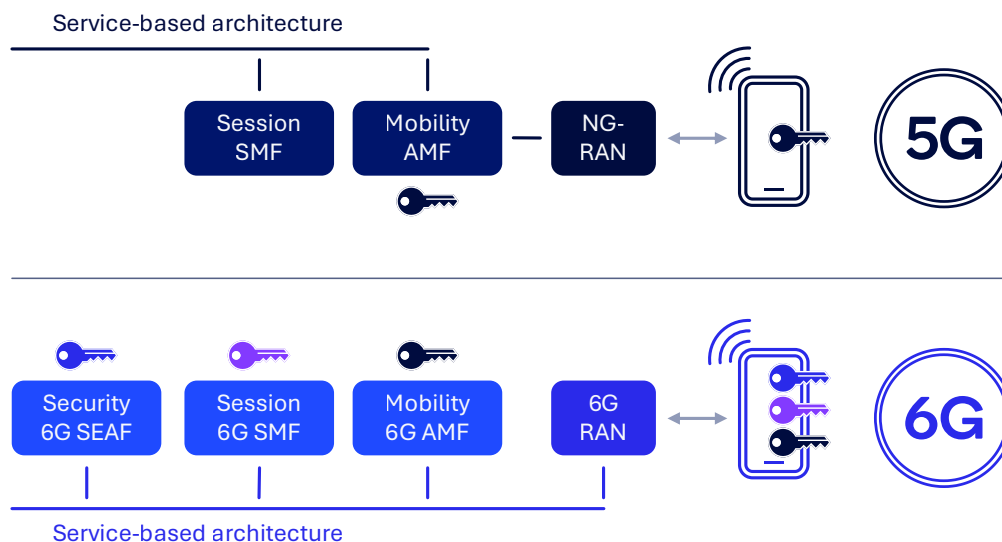 Service-based architecture
Session
SMF
Mobility
AMF
NG-
RAN
5G
Security
6G SEAF
Session
6G SMF
Mobility
6G AMF
6G
RAN
6G
Service-based architecture